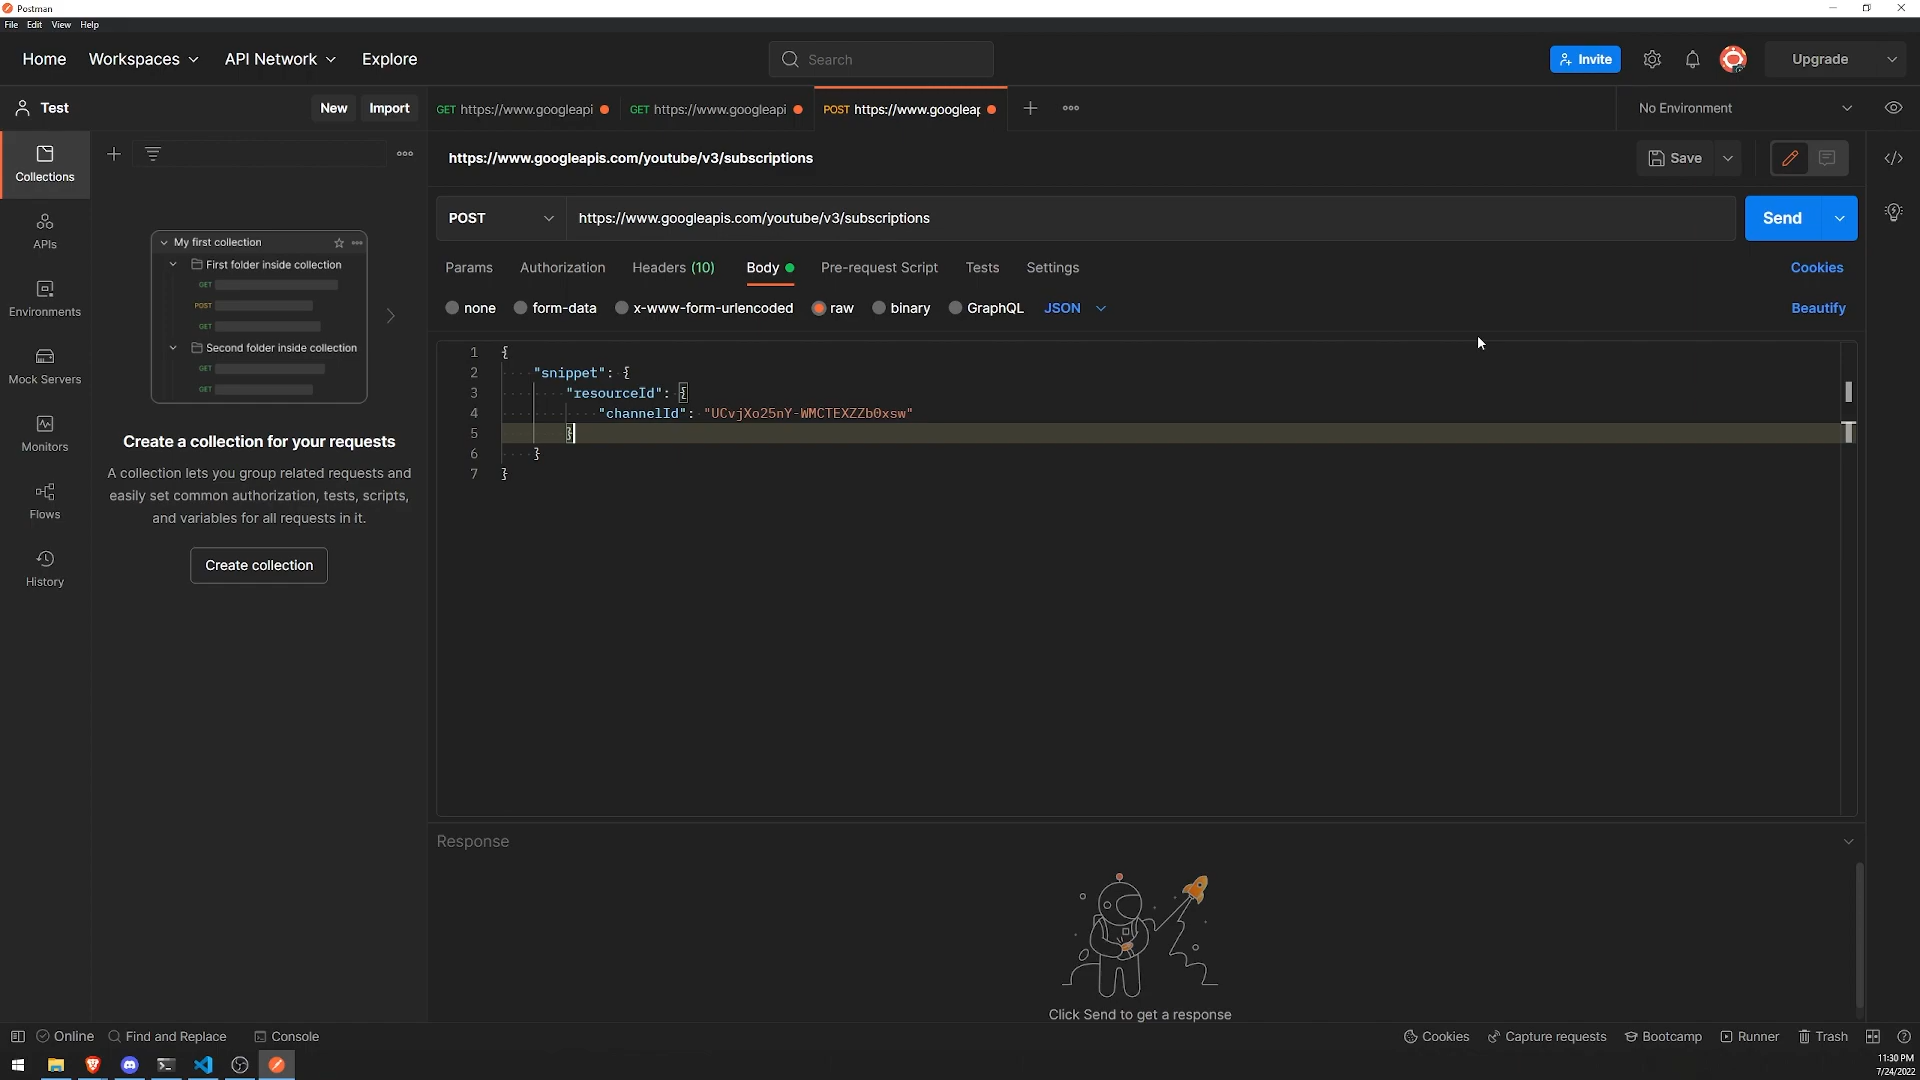 Postman
File Edit View Help
Home Workspaces API Network Explore
Search
Invite
Upgrade
Test
New Import
GET https://www.googleapi
GET https://www.googleapi
POST https://www.googleap
No Environment
Collections
APIs
Environments
Mock Servers
Monitors
Flows
History
My first collection
First folder inside collection
GET
POST
GET
Second folder inside collection
GET
GET
Create a collection for your requests
A collection lets you group related requests and
easily set common authorization, tests, scripts,
and variables for all requests in it.
Create collection
https://www.googleapis.com/youtube/v3/subscriptions
Save
POST https://www.googleapis.com/youtube/v3/subscriptions
Send
Params Authorization Headers (10) Body Pre-request Script Tests Settings Cookies
none form-data x-www-form-urlencoded raw binary GraphQL JSON Beautify
1 {
2 "snippet": {
3 "resourceId": {
4 "channelId": "UCvjXo25nY-WMCTEXZZb0xsw"
5 }
6 }
7 }
Response
Click Send to get a response
Online Find and Replace Console
Cookies Capture requests Bootcamp Runner Trash
11:30 PM
7/24/2022